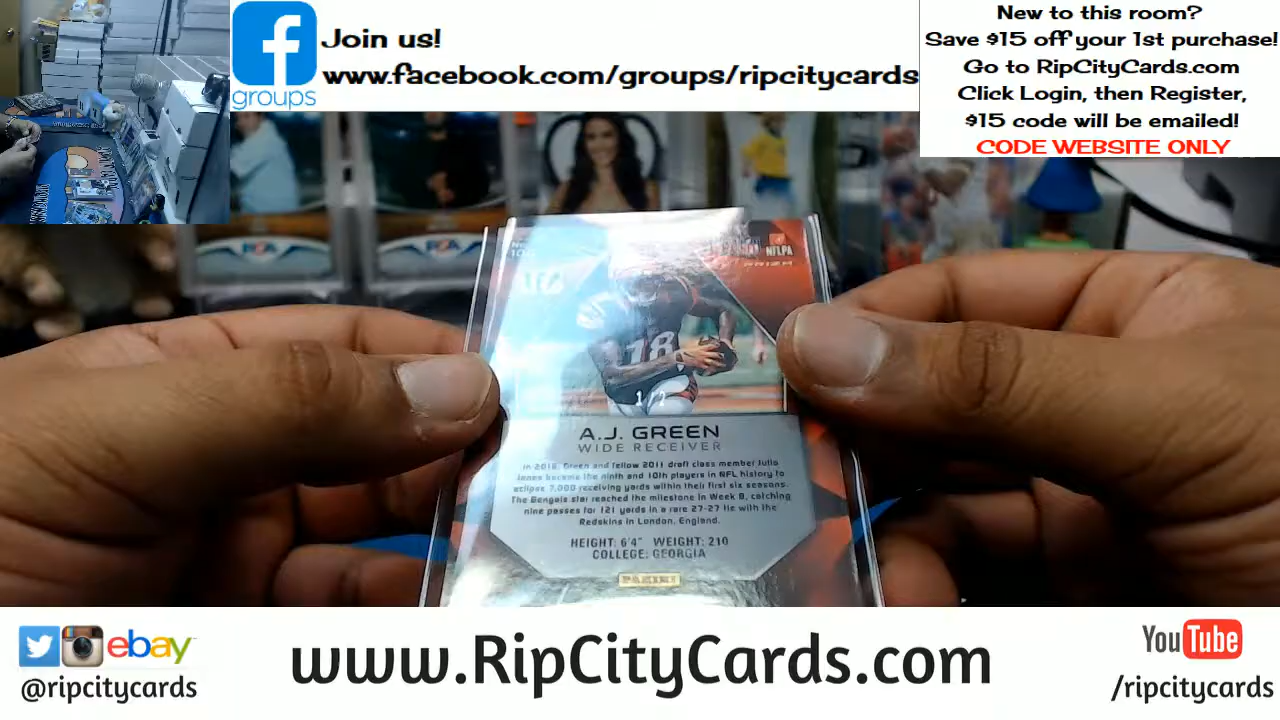 groups
Join us!
www.facebook.com/groups/ripcitycards
New to this room?
Save $15 off your 1st purchase!
Go to RipCityCards.com
Click Login, then Register,
$15 code will be emailed!
CODE WEBSITE ONLY
NFLPA
PRIZM
18
A.J. GREEN
WIDE RECEIVER
In 2016, Green and fellow 2011 draft class member Julio
Jones became the ninth and 10th players in NFL history to
eclipse 7,000 receiving yards within their first six seasons.
The Bengals star reached the milestone in Week 8, catching
nine passes for 121 yards in a rare 27-27 tie with the
Redskins in London, England.
HEIGHT: 6'4" WEIGHT: 210
COLLEGE: GEORGIA
PANINI
ebay
@ripcitycards
www.RipCityCards.com
YouTube
/ripcitycards